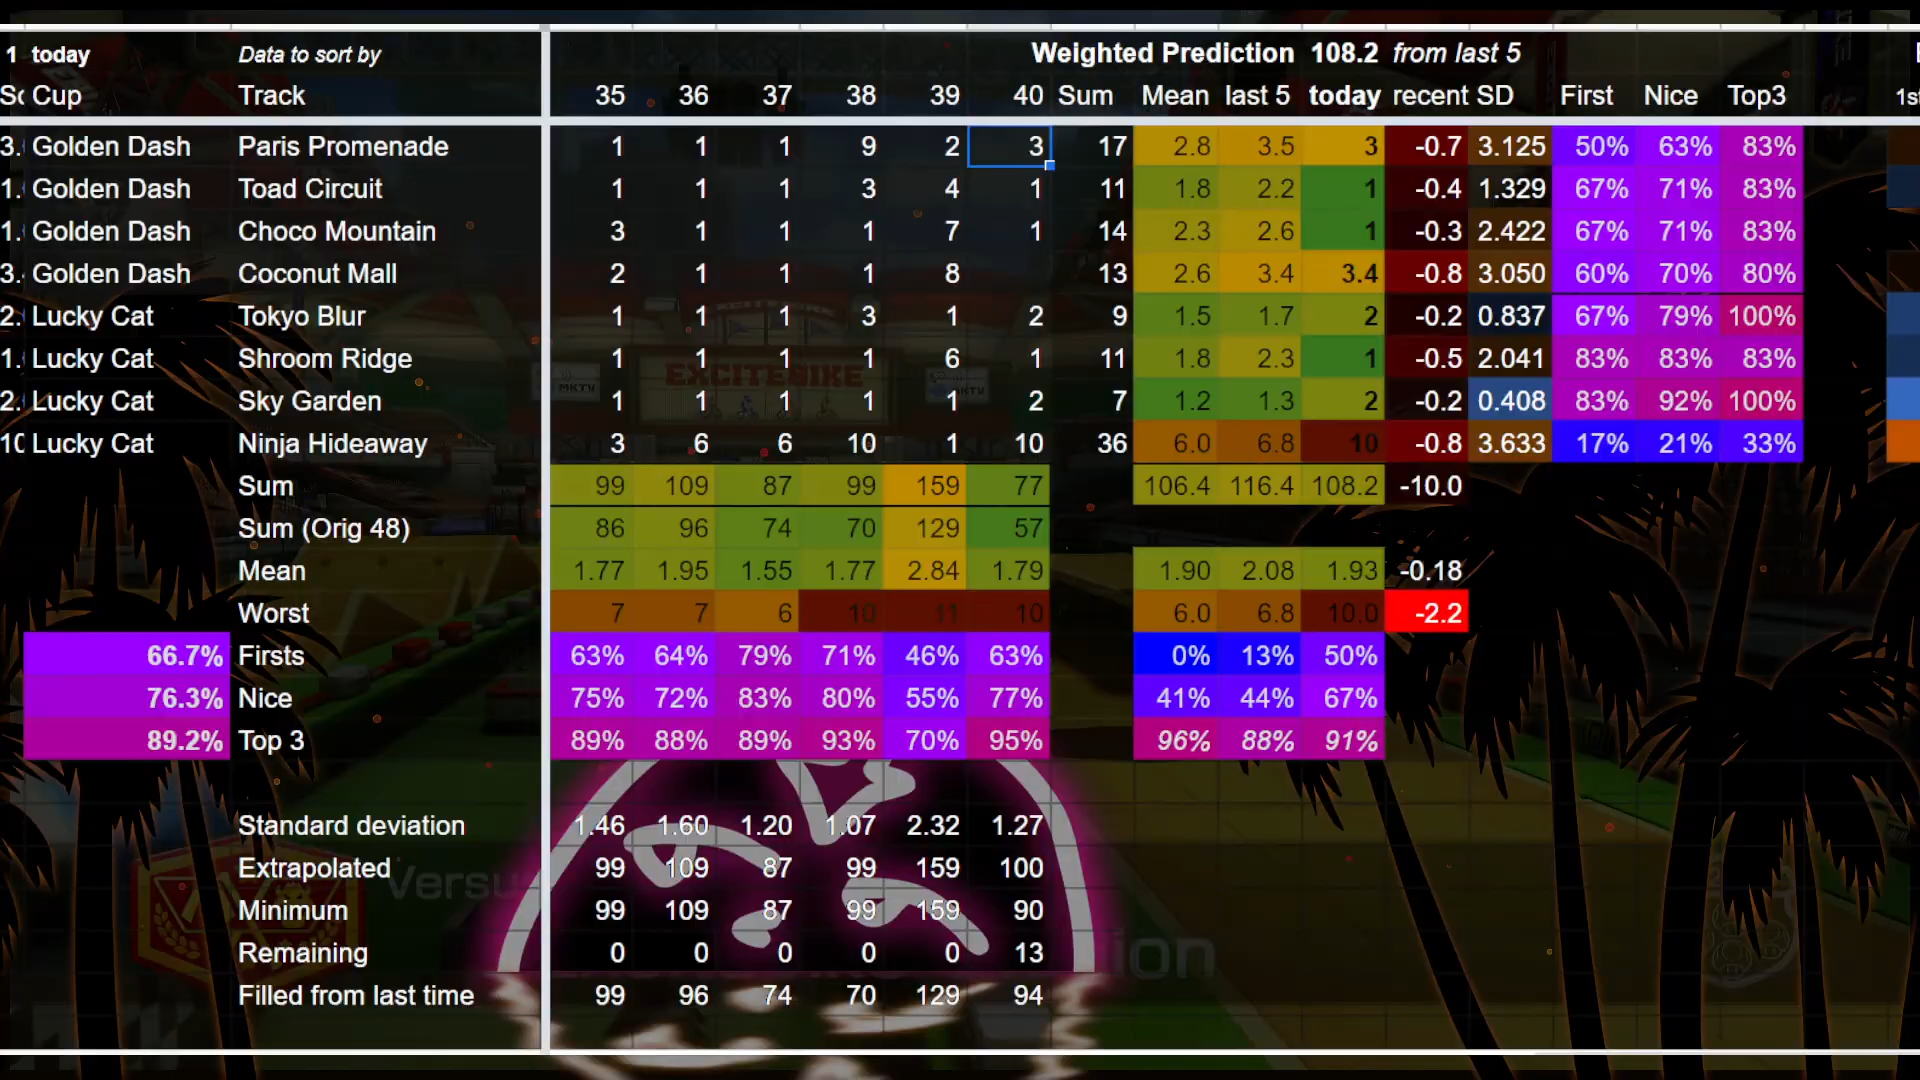 1 today Data to sort by Weighted Prediction 108.2 from last 5
Cup Track 35 36 37 38 39 40 Sum Mean last 5 today recent SD First Nice Top3
3. Golden Dash Paris Promenade 1 1 1 9 2 3 17 2.8 3.5 3 -0.7 3.125 50% 63% 83%
1. Golden Dash Toad Circuit 1 1 1 3 4 1 11 1.8 2.2 1 -0.4 1.329 67% 71% 83%
1. Golden Dash Choco Mountain 3 1 1 1 7 1 14 2.3 2.6 1 -0.3 2.422 67% 71% 83%
3. Golden Dash Coconut Mall 2 1 1 1 8 13 2.6 3.4 3.4 -0.8 3.050 60% 70% 80%
2. Lucky Cat Tokyo Blur 1 1 1 3 1 2 9 1.5 1.7 2 -0.2 0.837 67% 79% 100%
1. Lucky Cat Shroom Ridge 1 1 1 1 6 1 11 1.8 2.3 1 -0.5 2.041 83% 83% 83%
2. Lucky Cat Sky Garden 1 1 1 1 1 2 7 1.2 1.3 2 -0.2 0.408 83% 92% 100%
10 Lucky Cat Ninja Hideaway 3 6 6 10 1 10 36 6.0 6.8 10 -0.8 3.633 17% 21% 33%
Sum 99 109 87 99 159 77 106.4 116.4 108.2 -10.0
Sum (Orig 48) 86 96 74 70 129 57
Mean 1.77 1.95 1.55 1.77 2.84 1.79 1.90 2.08 1.93 -0.18
Worst 7 7 6 10 11 10 6.0 6.8 10.0 -2.2
66.7% Firsts 63% 64% 79% 71% 46% 63% 0% 13% 50%
76.3% Nice 75% 72% 83% 80% 55% 77% 41% 44% 67%
89.2% Top 3 89% 88% 89% 93% 70% 95% 96% 88% 91%
Standard deviation 1.46 1.60 1.20 1.07 2.32 1.27
Extrapolated 99 109 87 99 159 100
Minimum 99 109 87 99 159 90
Remaining 0 0 0 0 0 13
Filled from last time 99 96 74 70 129 94
EXCITEBIKE
MKTV
MKTV